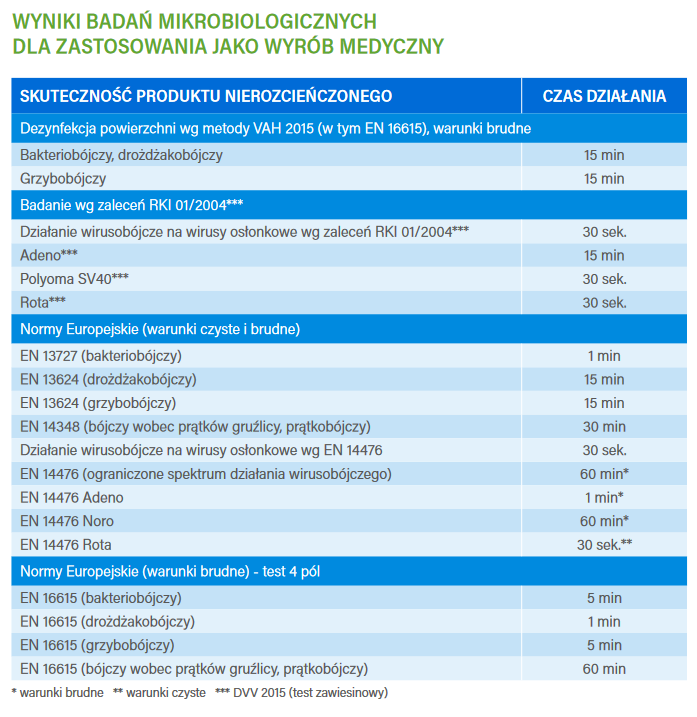 WYNIKI BADAŃ MIKROBIOLOGICZNYCH
DLA ZASTOSOWANIA JAKO WYRÓB MEDYCZNY
SKUTECZNOŚĆ PRODUKTU NIEROZCIEŃCZONEGO CZAS DZIAŁANIA
Dezynfekcja powierzchni wg metody VAH 2015 (w tym EN 16615), warunki brudne
Bakteriobójczy, drożdżakobójczy 15 min
Grzybobójczy 15 min
Badanie wg zaleceń RKI 01/2004***
Działanie wirusobójcze na wirusy osłonkowe wg zaleceń RKI 01/2004*** 30 sek.
Adeno*** 15 min
Polyoma SV40*** 30 sek.
Rota*** 30 sek.
Normy Europejskie (warunki czyste i brudne)
EN 13727 (bakteriobójczy) 1 min
EN 13624 (drożdżakobójczy) 15 min
EN 13624 (grzybobójczy) 15 min
EN 14348 (bójczy wobec prątków gruźlicy, prątkobójczy) 30 min
Działanie wirusobójcze na wirusy osłonkowe wg EN 14476 30 sek.
EN 14476 (ograniczone spektrum działania wirusobójczego) 60 min*
EN 14476 Adeno 1 min*
EN 14476 Noro 60 min*
EN 14476 Rota 30 sek.**
Normy Europejskie (warunki brudne) - test 4 pól
EN 16615 (bakteriobójczy) 5 min
EN 16615 (drożdżakobójczy) 1 min
EN 16615 (grzybobójczy) 5 min
EN 16615 (bójczy wobec prątków gruźlicy, prątkobójczy) 60 min
* warunki brudne ** warunki czyste *** DVV 2015 (test zawiesinowy)